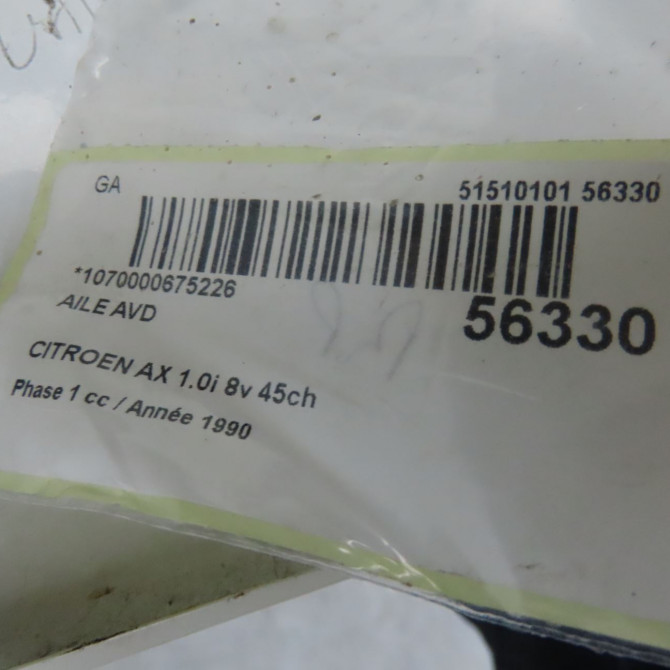 GA 51510101 56330
*1070000675226
AILE AVD 56330
CITROEN AX 1.0i 8v 45ch
Phase 1 cc / Année 1990